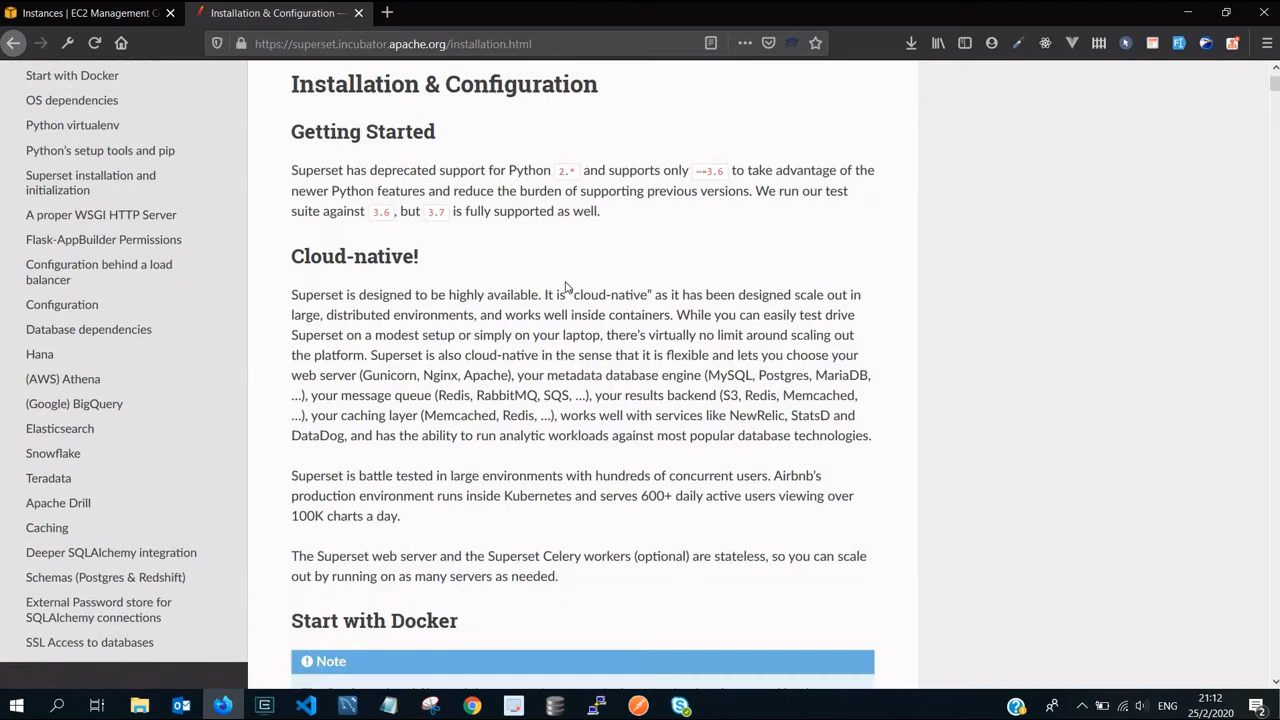 Instances | EC2 Management C
Installation & Configuration —
https://superset.incubator.apache.org/installation.html
Start with Docker
OS dependencies
Python virtualenv
Python's setup tools and pip
Superset installation and
initialization
A proper WSGI HTTP Server
Flask-AppBuilder Permissions
Configuration behind a load
balancer
Configuration
Database dependencies
Hana
(AWS) Athena
(Google) BigQuery
Elasticsearch
Snowflake
Teradata
Apache Drill
Caching
Deeper SQLAlchemy integration
Schemas (Postgres & Redshift)
External Password store for
SQLAlchemy connections
SSL Access to databases
Installation & Configuration
Getting Started
Superset has deprecated support for Python 2.* and supports only ~=3.6 to take advantage of the
newer Python features and reduce the burden of supporting previous versions. We run our test
suite against 3.6, but 3.7 is fully supported as well.
Cloud-native!
Superset is designed to be highly available. It is "cloud-native" as it has been designed scale out in
large, distributed environments, and works well inside containers. While you can easily test drive
Superset on a modest setup or simply on your laptop, there's virtually no limit around scaling out
the platform. Superset is also cloud-native in the sense that it is flexible and lets you choose your
web server (Gunicorn, Nginx, Apache), your metadata database engine (MySQL, Postgres, MariaDB,
...), your message queue (Redis, RabbitMQ, SQS, ...), your results backend (S3, Redis, Memcached,
...), your caching layer (Memcached, Redis, ...), works well with services like NewRelic, StatsD and
DataDog, and has the ability to run analytic workloads against most popular database technologies.
Superset is battle tested in large environments with hundreds of concurrent users. Airbnb's
production environment runs inside Kubernetes and serves 600+ daily active users viewing over
100K charts a day.
The Superset web server and the Superset Celery workers (optional) are stateless, so you can scale
out by running on as many servers as needed.
Start with Docker
Note
ENG
21:12
25/2/2020
2